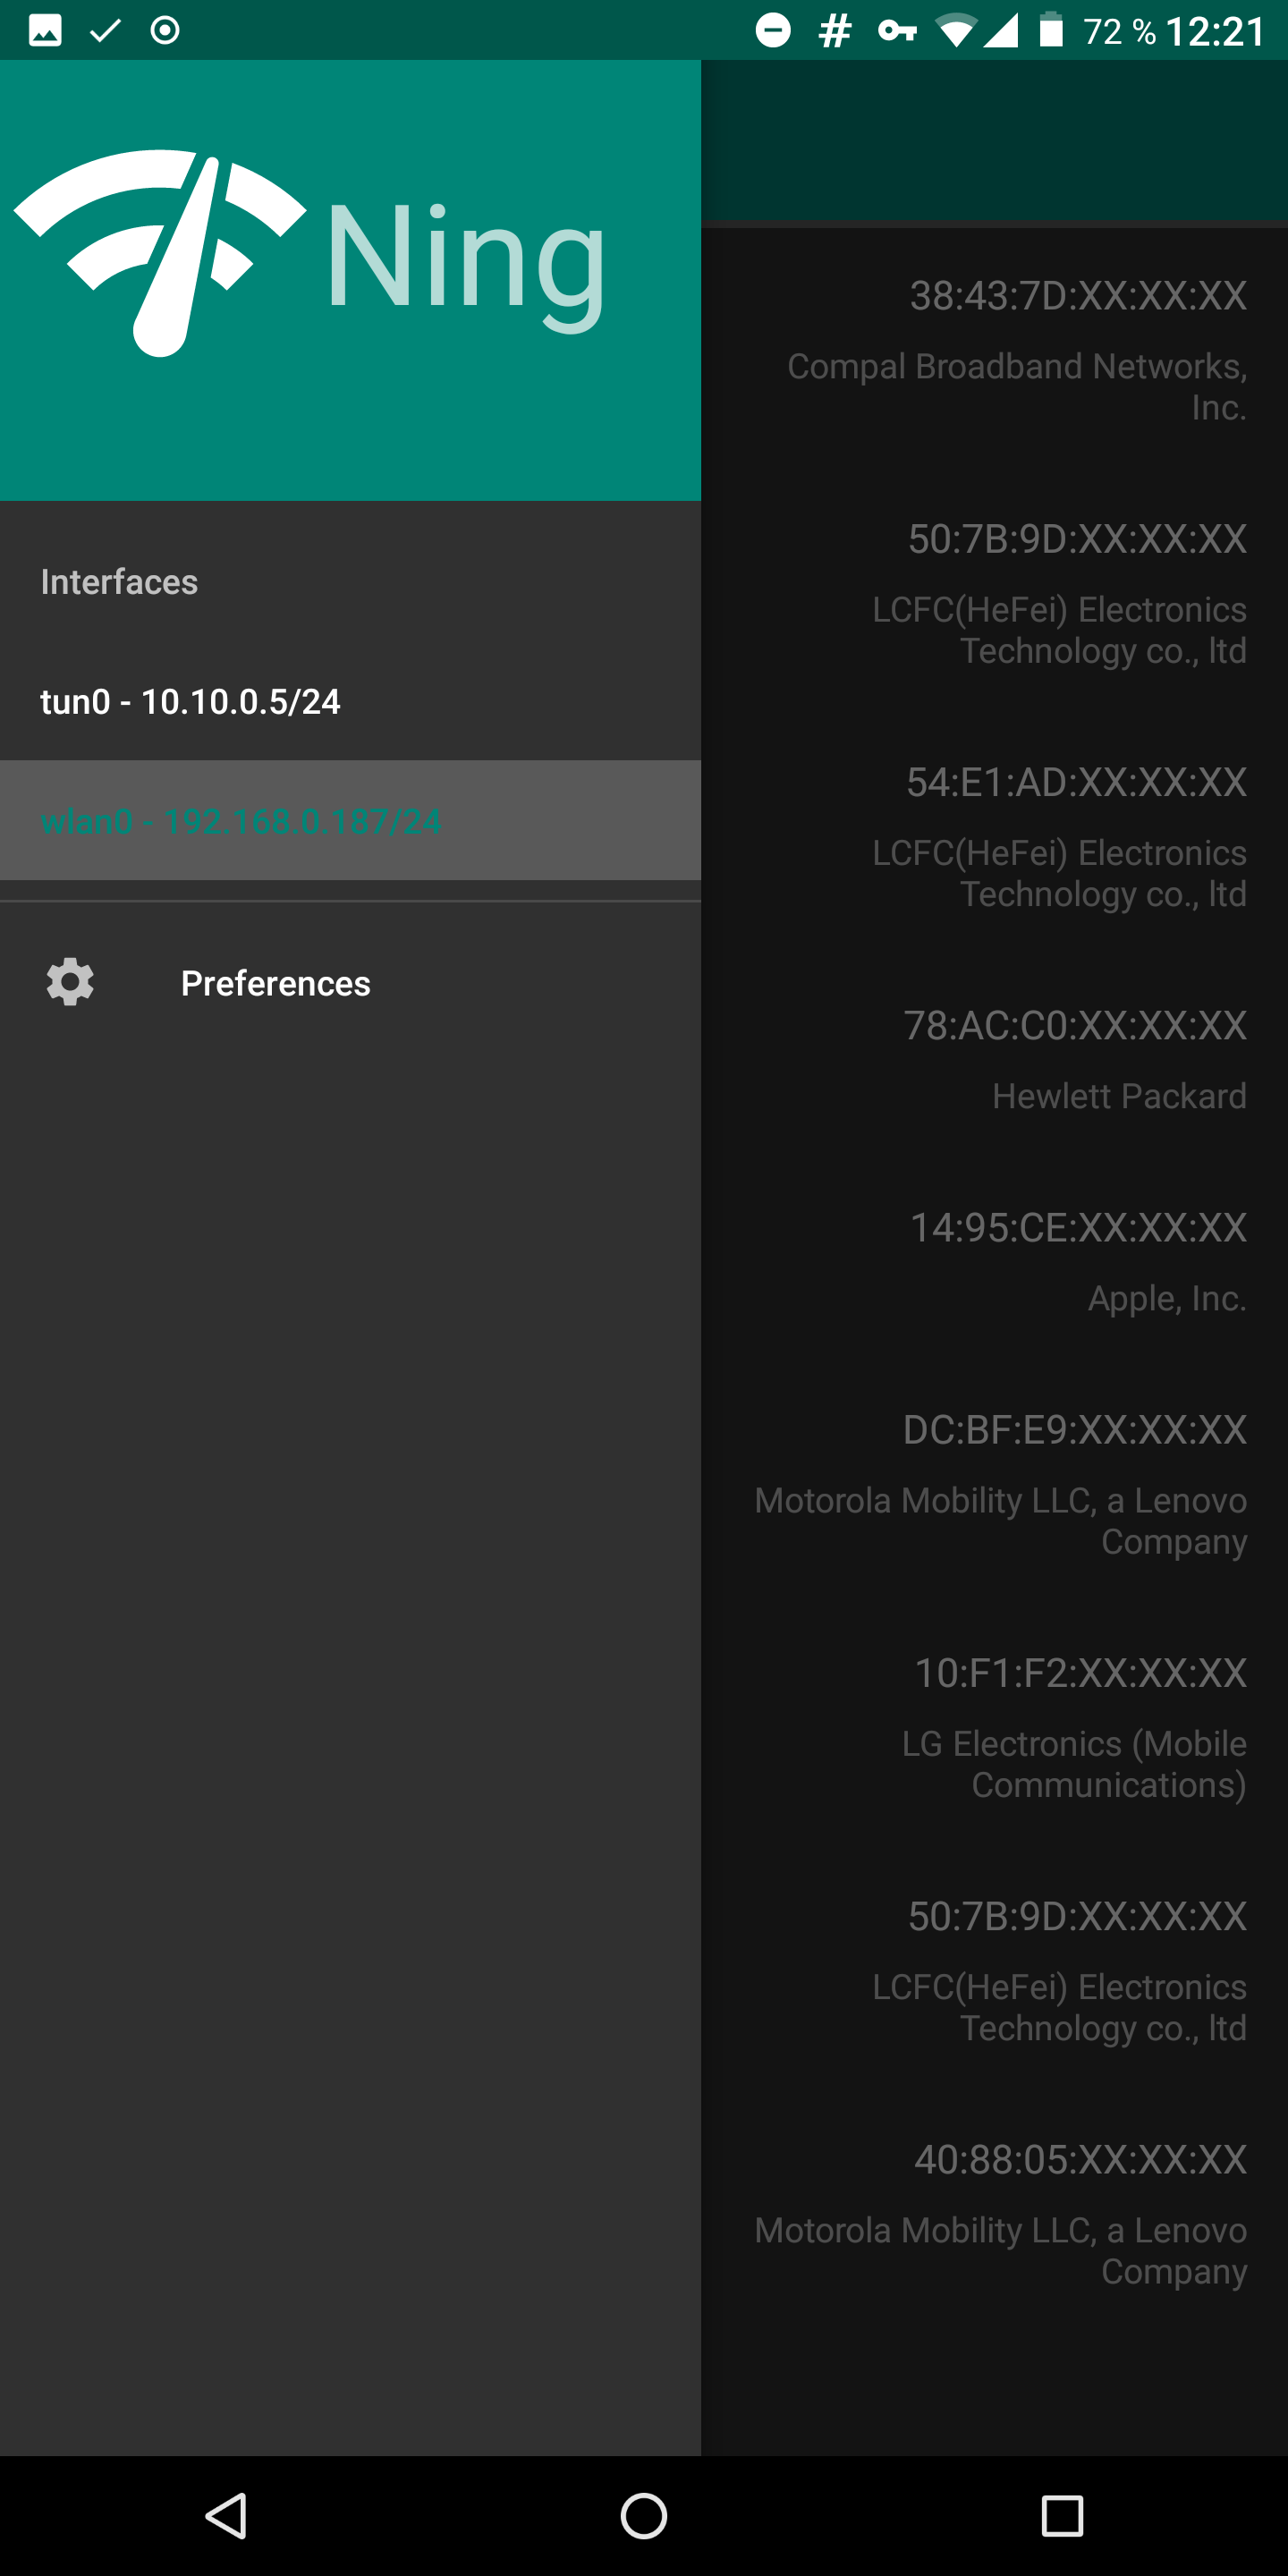 72 % 12:21
Ning
Interfaces
tun0 - 10.10.0.5/24
wlan0 - 192.168.0.187/24
Preferences
38:43:7D:XX:XX:XX
Compal Broadband Networks,
Inc.
50:7B:9D:XX:XX:XX
LCFC(HeFei) Electronics
Technology co., ltd
54:E1:AD:XX:XX:XX
LCFC(HeFei) Electronics
Technology co., ltd
78:AC:C0:XX:XX:XX
Hewlett Packard
14:95:CE:XX:XX:XX
Apple, Inc.
DC:BF:E9:XX:XX:XX
Motorola Mobility LLC, a Lenovo
Company
10:F1:F2:XX:XX:XX
LG Electronics (Mobile
Communications)
50:7B:9D:XX:XX:XX
LCFC(HeFei) Electronics
Technology co., ltd
40:88:05:XX:XX:XX
Motorola Mobility LLC, a Lenovo
Company